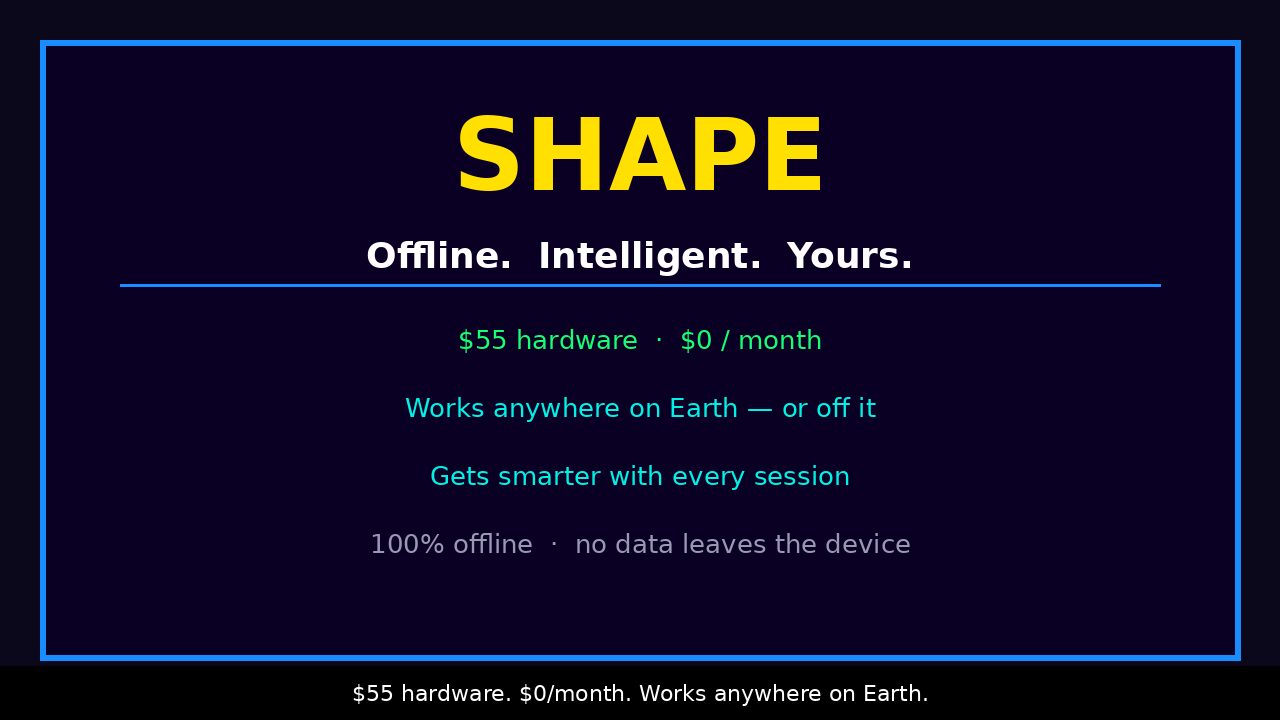 SHAPE
Offline. Intelligent. Yours.
$55 hardware · $0 / month
Works anywhere on Earth — or off it
Gets smarter with every session
100% offline · no data leaves the device
$55 hardware. $0/month. Works anywhere on Earth.